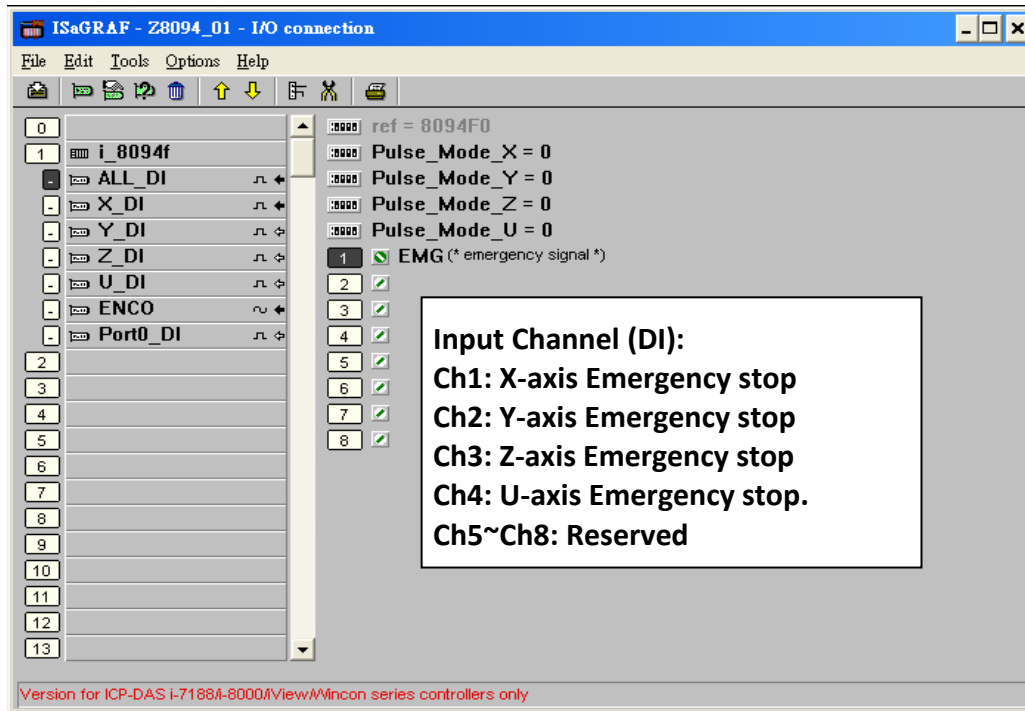 ISaGRAF - Z8094_01 - I/O connection
File Edit Tools Options Help
0
1 i_8094f
- ALL_DI
- X_DI
- Y_DI
- Z_DI
- U_DI
- ENCO
- Port0_DI
2
3
4
5
6
7
8
9
10
11
12
13
ref = 8094F0
Pulse_Mode_X = 0
Pulse_Mode_Y = 0
Pulse_Mode_Z = 0
Pulse_Mode_U = 0
1 EMG (* emergency signal *)
2
3
4
5
6
7
8
Input Channel (DI):
Ch1: X-axis Emergency stop
Ch2: Y-axis Emergency stop
Ch3: Z-axis Emergency stop
Ch4: U-axis Emergency stop.
Ch5~Ch8: Reserved
Version for ICP-DAS i-7188/i-8000/iView/Wincon series controllers only